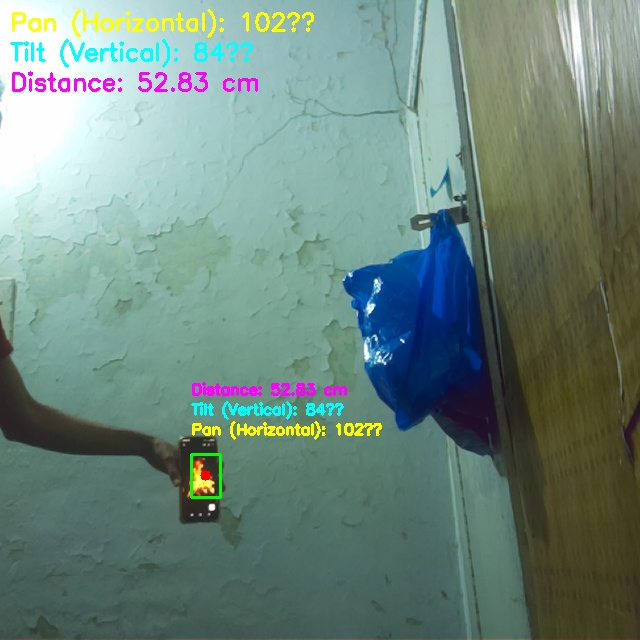 Pan (Horizontal): 102??
Tilt (Vertical): 84??
Distance: 52.83 cm
Distance: 52.83 cm
Tilt (Vertical): 84??
Pan (Horizontal): 102??